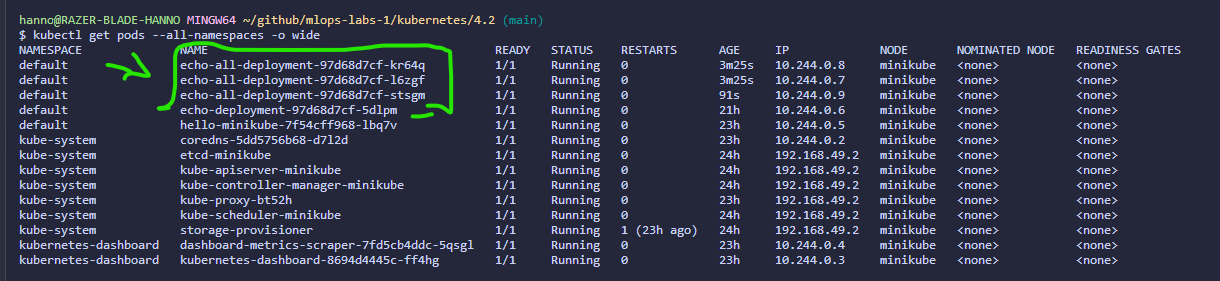 hanno@RAZER-BLADE-HANNO MINGW64 ~/github/mlops-labs-1/kubernetes/4.2 (main)
$ kubectl get pods --all-namespaces -o wide
NAMESPACE NAME READY STATUS RESTARTS AGE IP NODE NOMINATED NODE READINESS GATES
default echo-all-deployment-97d68d7cf-kr64q 1/1 Running 0 3m25s 10.244.0.8 minikube <none> <none>
default echo-all-deployment-97d68d7cf-l6zgf 1/1 Running 0 3m25s 10.244.0.7 minikube <none> <none>
default echo-all-deployment-97d68d7cf-stsgm 1/1 Running 0 91s 10.244.0.9 minikube <none> <none>
default echo-deployment-97d68d7cf-5dlpm 1/1 Running 0 21h 10.244.0.6 minikube <none> <none>
default hello-minikube-7f54cff968-lbq7v 1/1 Running 0 23h 10.244.0.5 minikube <none> <none>
kube-system coredns-5dd5756b68-d7l2d 1/1 Running 0 23h 10.244.0.2 minikube <none> <none>
kube-system etcd-minikube 1/1 Running 0 24h 192.168.49.2 minikube <none> <none>
kube-system kube-apiserver-minikube 1/1 Running 0 24h 192.168.49.2 minikube <none> <none>
kube-system kube-controller-manager-minikube 1/1 Running 0 24h 192.168.49.2 minikube <none> <none>
kube-system kube-proxy-bt52h 1/1 Running 0 23h 192.168.49.2 minikube <none> <none>
kube-system kube-scheduler-minikube 1/1 Running 0 24h 192.168.49.2 minikube <none> <none>
kube-system storage-provisioner 1/1 Running 1 (23h ago) 24h 192.168.49.2 minikube <none> <none>
kubernetes-dashboard dashboard-metrics-scraper-7fd5cb4ddc-5qsgl 1/1 Running 0 23h 10.244.0.4 minikube <none> <none>
kubernetes-dashboard kubernetes-dashboard-8694d4445c-ff4hg 1/1 Running 0 23h 10.244.0.3 minikube <none> <none>